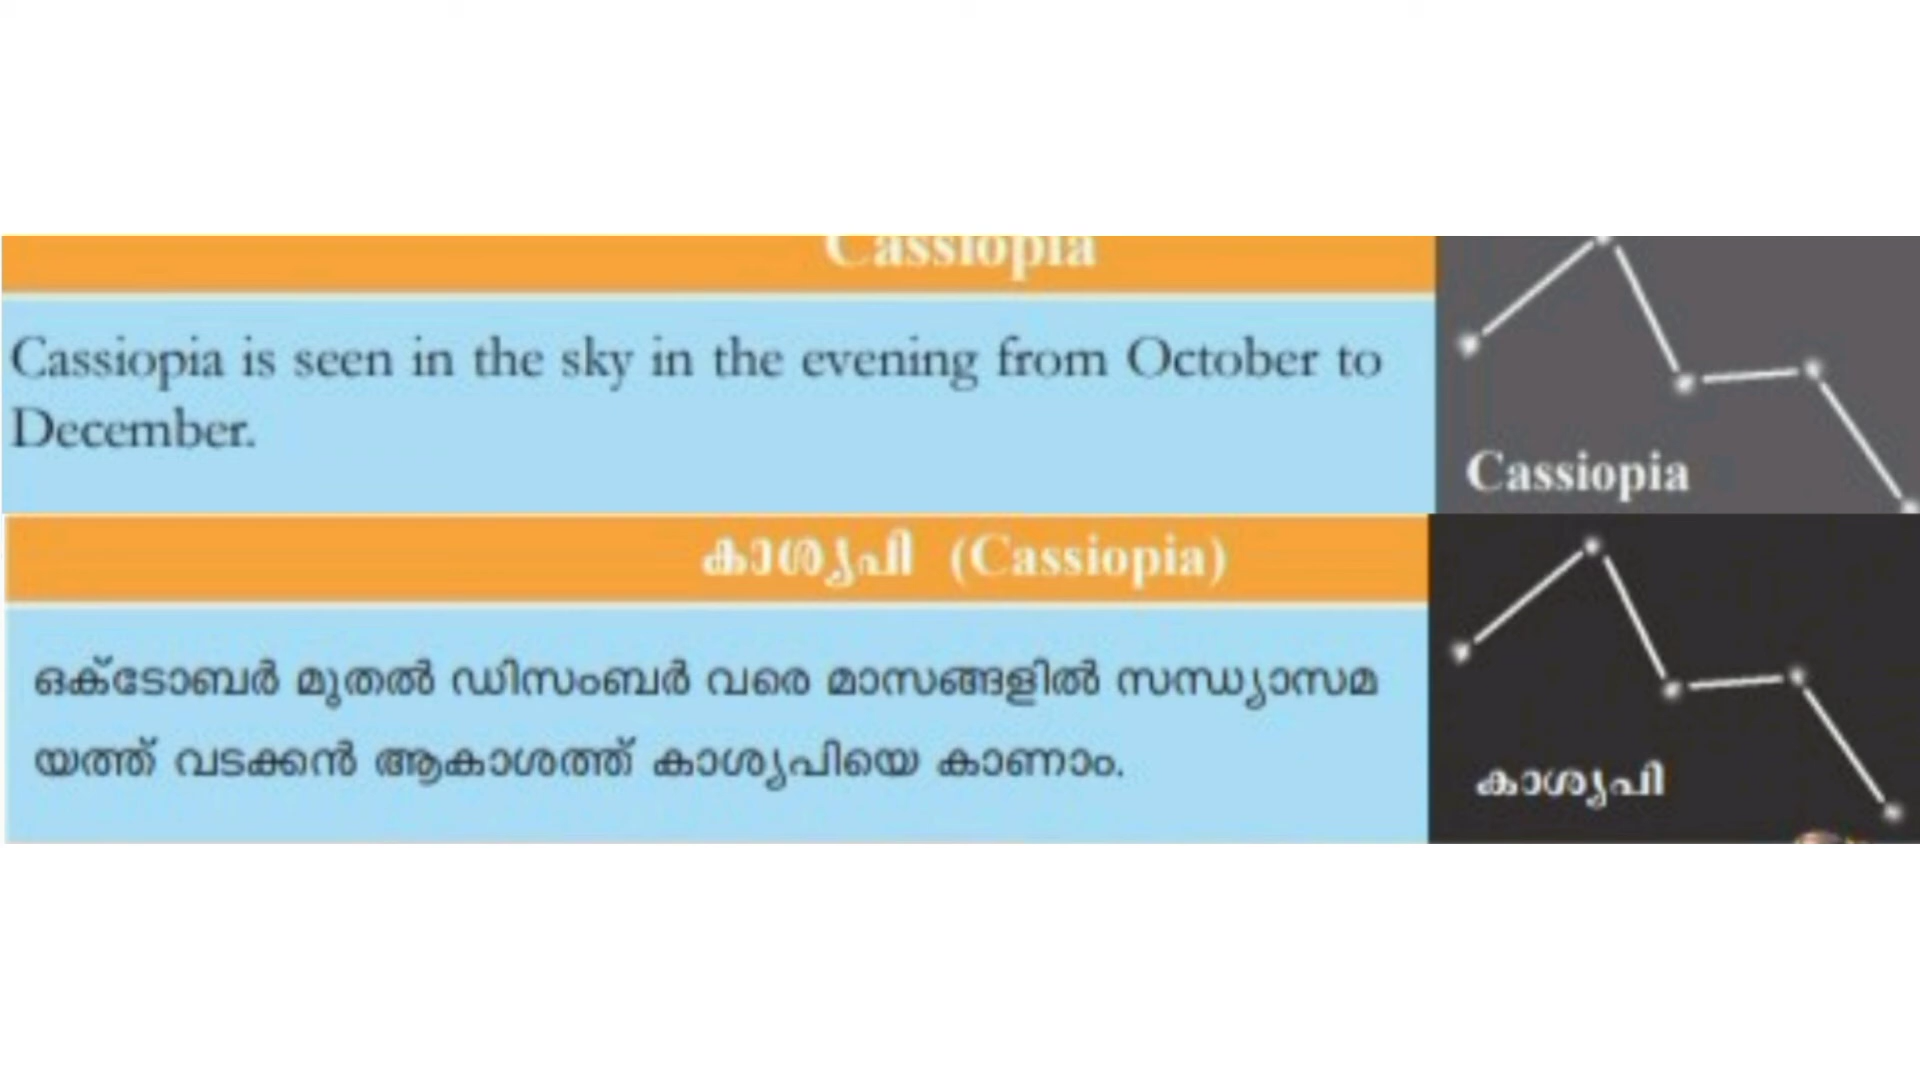 Cassiopia
Cassiopia is seen in the sky in the evening from October to
December.
Cassiopia
കാശ്യപി (Cassiopia)
ഒക്ടോബർ മുതൽ ഡിസംബർ വരെ മാസങ്ങളിൽ സന്ധ്യാസമ
യത്ത് വടക്കൻ ആകാശത്ത് കാശ്യപിയെ കാണാം.
കാശ്യപി